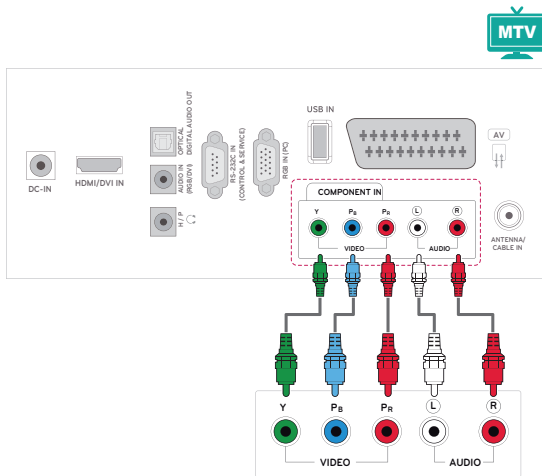 MTV
USB IN
AV
OPTICAL
DIGITAL AUDIO OUT
RS-232C IN
(CONTROL & SERVICE)
RGB IN (PC)
DC-IN
HDMI/DVI IN
AUDIO IN
(RGB/DVI)
H / P
COMPONENT IN
Y PB PR L R
VIDEO AUDIO
ANTENNA/
CABLE IN
Y PB PR L R
VIDEO AUDIO